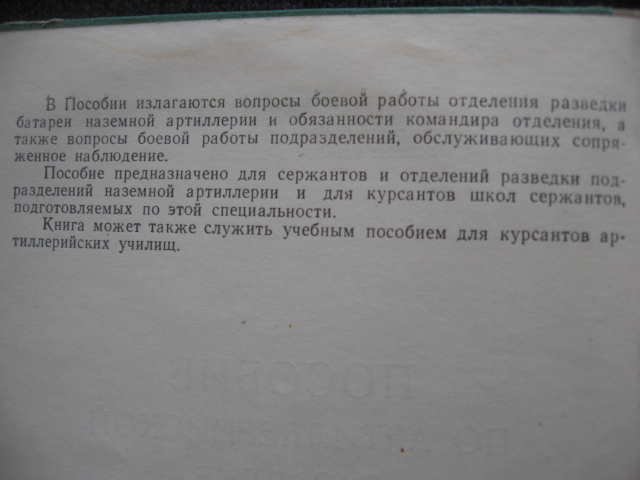 В Пособии излагаются вопросы боевой работы отделения разведки
батареи наземной артиллерии и обязанности командира отделения, а
также вопросы боевой работы подразделений, обслуживающих сопря-
женное наблюдение.
Пособие предназначено для сержантов и отделений разведки под-
разделений наземной артиллерии и для курсантов школ сержантов,
подготовляемых по этой специальности.
Книга может также служить учебным пособием для курсантов ар-
тиллерийских училищ.
ПОСОБИЕ